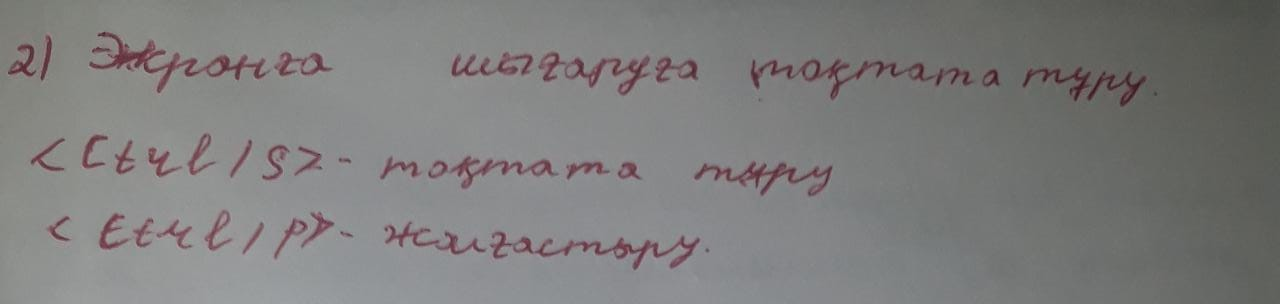 2) Экранға шығаруға тоқтата тұру.
<Ctrl/S> - тоқтата тұру
<Ctrl/P> - жалғастыру.